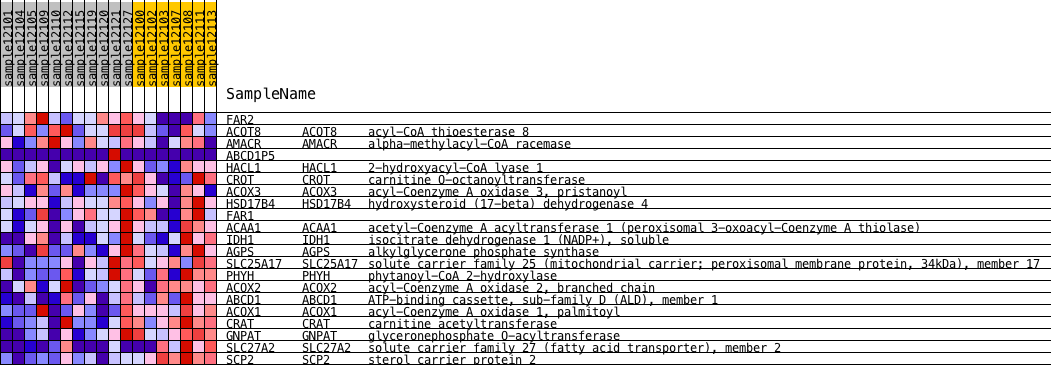 sample12101
sample12104
sample12105
sample12109
sample12110
sample12112
sample12115
sample12119
sample12120
sample12121
sample12127
sample12100
sample12102
sample12103
sample12107
sample12108
sample12111
sample12113
SampleName
FAR2
ACOT8 ACOT8 acyl-CoA thioesterase 8
AMACR AMACR alpha-methylacyl-CoA racemase
ABCD1P5
HACL1 HACL1 2-hydroxyacyl-CoA lyase 1
CROT CROT carnitine O-octanoyltransferase
ACOX3 ACOX3 acyl-Coenzyme A oxidase 3, pristanoyl
HSD17B4 HSD17B4 hydroxysteroid (17-beta) dehydrogenase 4
FAR1
ACAA1 ACAA1 acetyl-Coenzyme A acyltransferase 1 (peroxisomal 3-oxoacyl-Coenzyme A thiolase)
IDH1 IDH1 isocitrate dehydrogenase 1 (NADP+), soluble
AGPS AGPS alkylglycerone phosphate synthase
SLC25A17 SLC25A17 solute carrier family 25 (mitochondrial carrier; peroxisomal membrane protein, 34kDa), member 17
PHYH PHYH phytanoyl-CoA 2-hydroxylase
ACOX2 ACOX2 acyl-Coenzyme A oxidase 2, branched chain
ABCD1 ABCD1 ATP-binding cassette, sub-family D (ALD), member 1
ACOX1 ACOX1 acyl-Coenzyme A oxidase 1, palmitoyl
CRAT CRAT carnitine acetyltransferase
GNPAT GNPAT glyceronephosphate O-acyltransferase
SLC27A2 SLC27A2 solute carrier family 27 (fatty acid transporter), member 2
SCP2 SCP2 sterol carrier protein 2